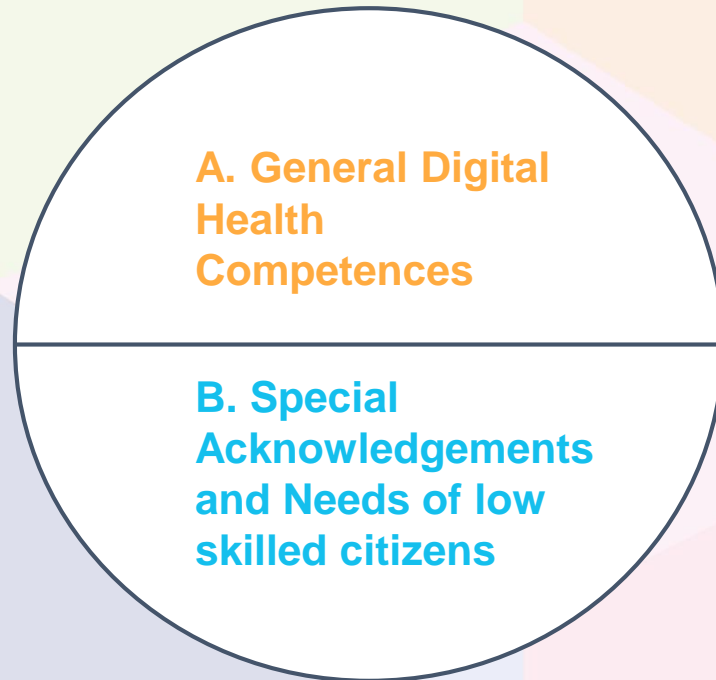 A. General Digital
Health
Competences
B. Special
Acknowledgements
and Needs of low
skilled citizens